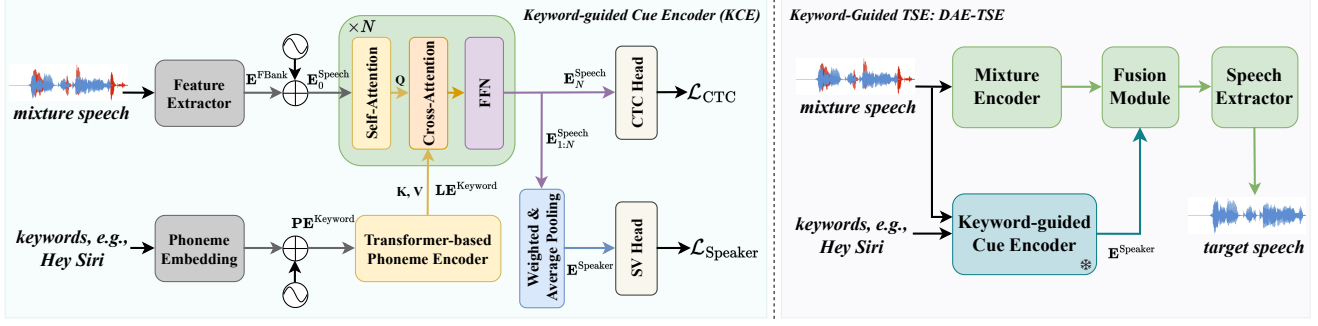 Keyword-guided Cue Encoder (KCE)
×N
mixture speech
Feature
Extractor
E^FBank
E_0^Speech
Self-Attention
Q
Cross-Attention
FFN
E_N^Speech
CTC Head
ℒ_CTC
E_{1:N}^Speech
K, V
LE^Keyword
keywords, e.g.,
Hey Siri
Phoneme
Embedding
PE^Keyword
Transformer-based
Phoneme Encoder
Weighted &
Average Pooling
E^Speaker
SV Head
ℒ_Speaker
Keyword-Guided TSE: DAE-TSE
mixture speech
Mixture
Encoder
Fusion
Module
Speech
Extractor
keywords, e.g.,
Hey Siri
Keyword-guided
Cue Encoder
E^Speaker
target speech